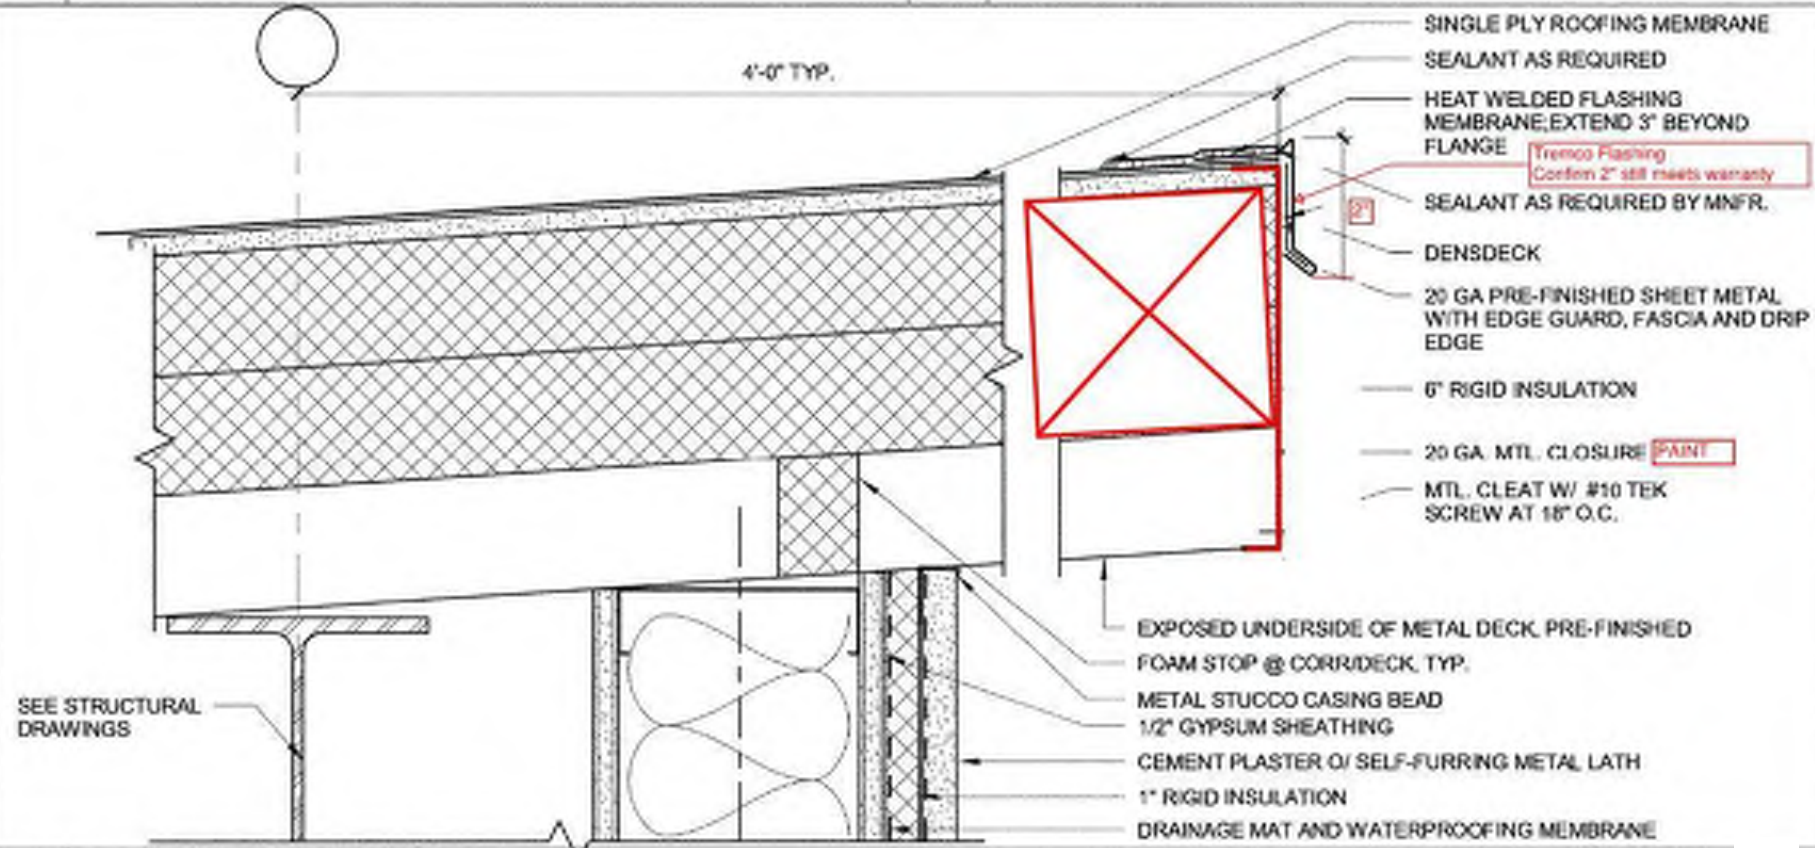 4'-0" TYP.
SINGLE PLY ROOFING MEMBRANE
SEALANT AS REQUIRED
HEAT WELDED FLASHING
MEMBRANE;EXTEND 3" BEYOND
FLANGE
Tremco Flashing
Confirm 2" still meets warranty
2"
SEALANT AS REQUIRED BY MNFR.
DENSDECK
20 GA PRE-FINISHED SHEET METAL
WITH EDGE GUARD, FASCIA AND DRIP
EDGE
6" RIGID INSULATION
20 GA. MTL. CLOSURE PAINT
MTL. CLEAT W/ #10 TEK
SCREW AT 18" O.C.
EXPOSED UNDERSIDE OF METAL DECK, PRE-FINISHED
FOAM STOP @ CORR/DECK, TYP.
METAL STUCCO CASING BEAD
1/2" GYPSUM SHEATHING
CEMENT PLASTER O/ SELF-FURRING METAL LATH
1" RIGID INSULATION
DRAINAGE MAT AND WATERPROOFING MEMBRANE
SEE STRUCTURAL
DRAWINGS